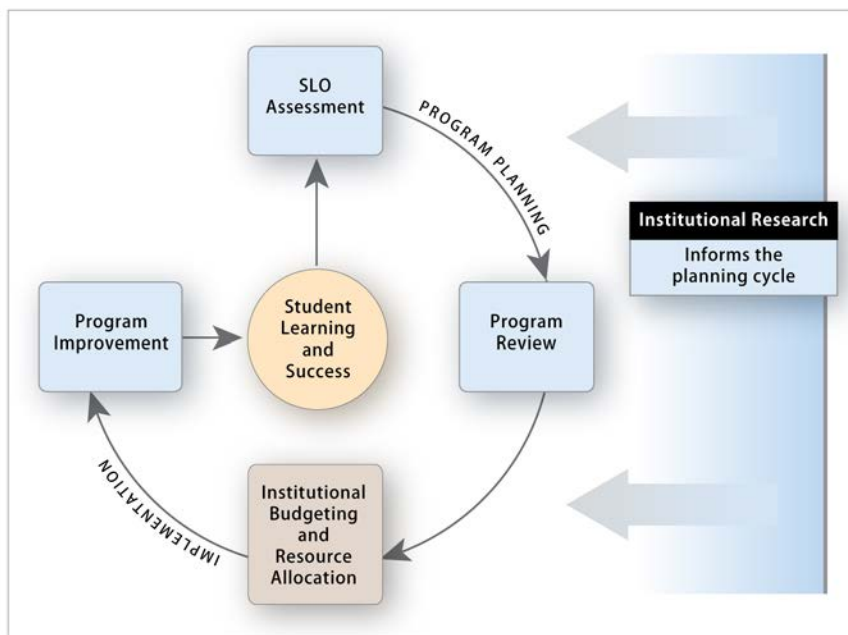 SLO
Assessment
PROGRAM PLANNING
Institutional Research
Informs the
planning cycle
Program
Improvement
Student
Learning
and
Success
Program
Review
IMPLEMENTATION
Institutional
Budgeting
and
Resource
Allocation